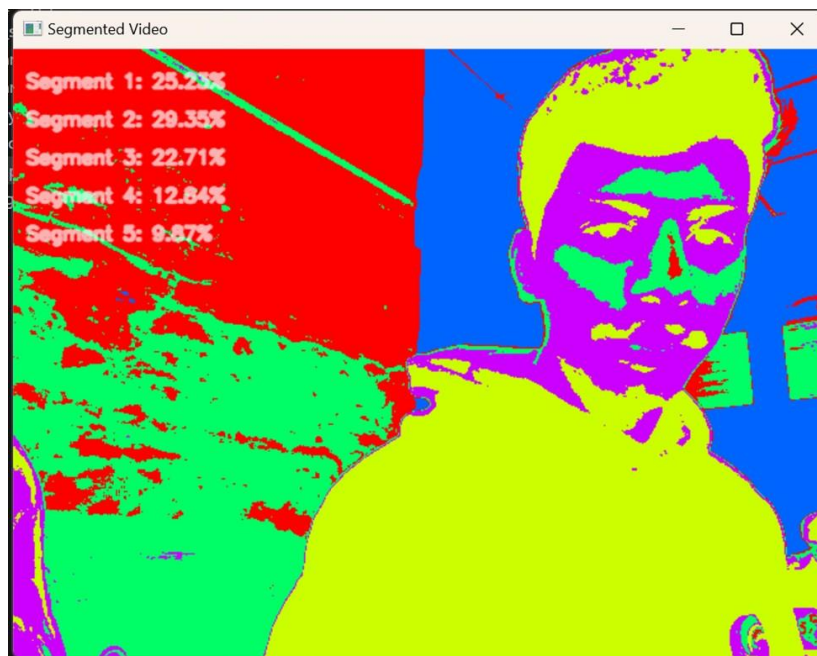 Segmented Video
Segment 1: 25.23%
Segment 2: 29.35%
Segment 3: 22.71%
Segment 4: 12.84%
Segment 5: 9.87%